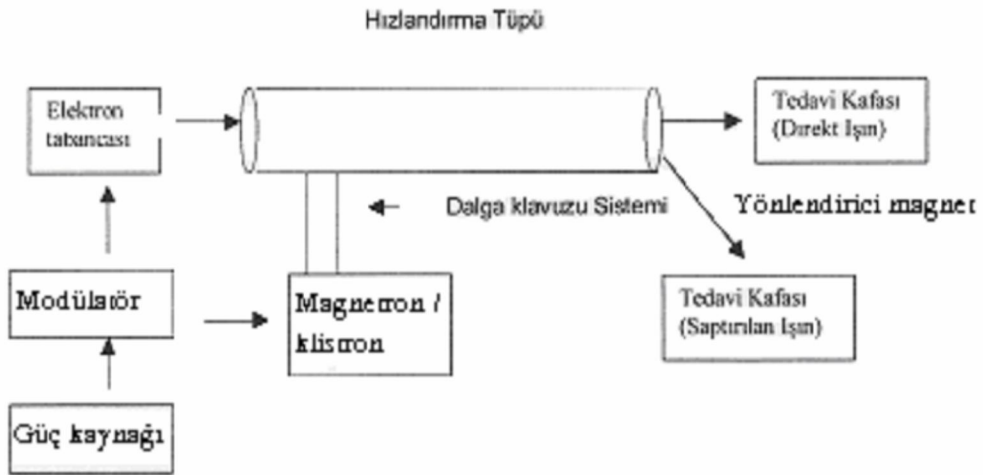 Hızlandırma Tüpü
Elektron
tabancası
Tedavi Kafası
(Direkt Işın)
Dalga klavuzu Sistemi
Yönlendirici magnet
Modülatör
Magnetron /
klistron
Tedavi Kafası
(Saptırılan Işın)
Güç kaynağı